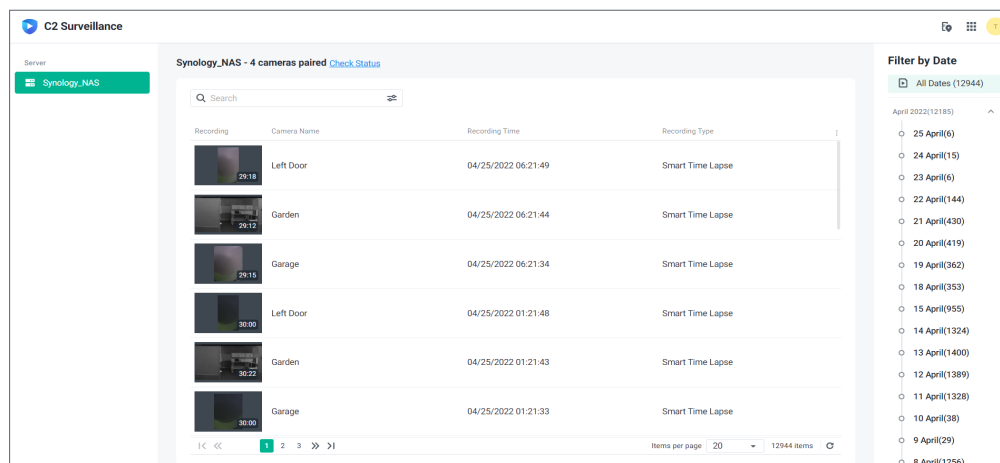 C2 Surveillance
T
Server
Synology_NAS
Synology_NAS - 4 cameras paired Check Status
Search
Recording Camera Name Recording Time Recording Type
29:18 Left Door 04/25/2022 06:21:49 Smart Time Lapse
29:12 Garden 04/25/2022 06:21:44 Smart Time Lapse
29:15 Garage 04/25/2022 06:21:34 Smart Time Lapse
30:00 Left Door 04/25/2022 01:21:48 Smart Time Lapse
30:22 Garden 04/25/2022 01:21:43 Smart Time Lapse
30:00 Garage 04/25/2022 01:21:33 Smart Time Lapse
1 2 3 Items per page 20 12944 items
Filter by Date
All Dates (12944)
April 2022(12185)
25 April(6)
24 April(15)
23 April(6)
22 April(144)
21 April(430)
20 April(419)
19 April(362)
18 April(353)
15 April(955)
14 April(1324)
13 April(1400)
12 April(1389)
11 April(1328)
10 April(38)
9 April(29)
8 April(1256)